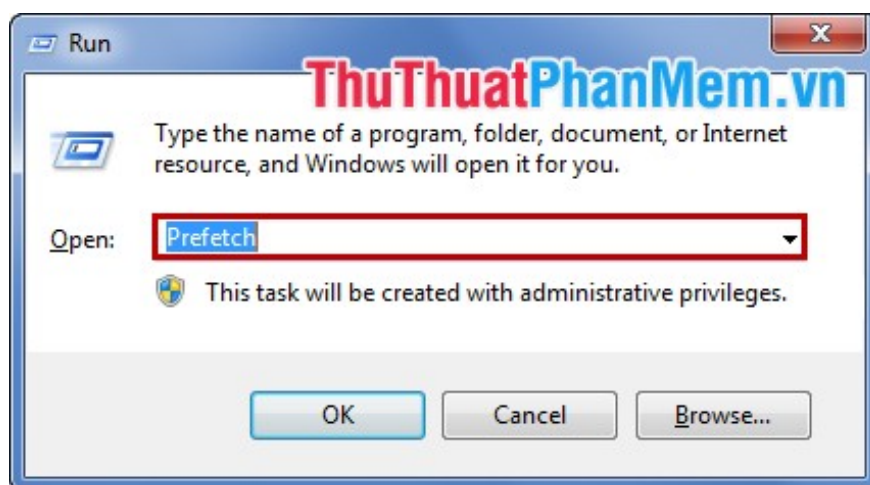 Run
ThuThuatPhanMem.vn
Type the name of a program, folder, document, or Internet
resource, and Windows will open it for you.
Open: Prefetch
This task will be created with administrative privileges.
OK Cancel Browse...